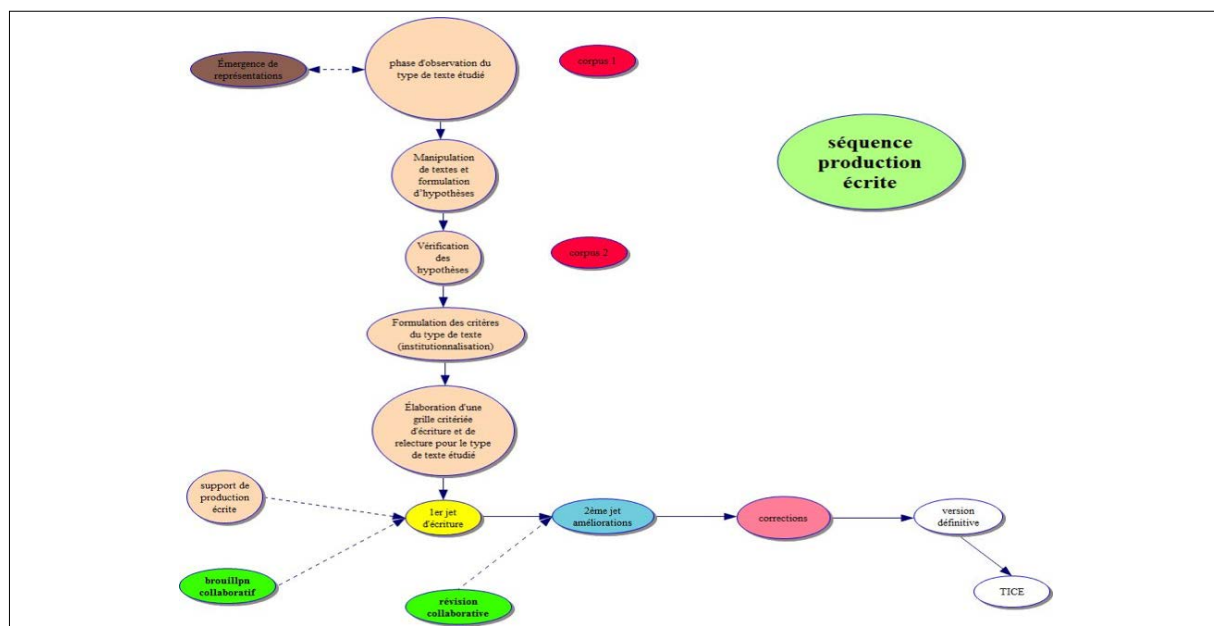 Émergence de
représentations
phase d'observation du
type de texte étudié
corpus 1
séquence
production
écrite
Manipulation
de textes et
formulation
d'hypothèses
Vérification
des
hypothèses
corpus 2
Formulation des critères
du type de texte
(institutionnalisation)
Élaboration d'une
grille critériée
d'écriture et de
relecture pour le type
de texte étudié
support de
production
écrite
1er jet
d'écriture
2ème jet
améliorations
corrections
version
définitive
brouillpn
collaboratif
révision
collaborative
TICE